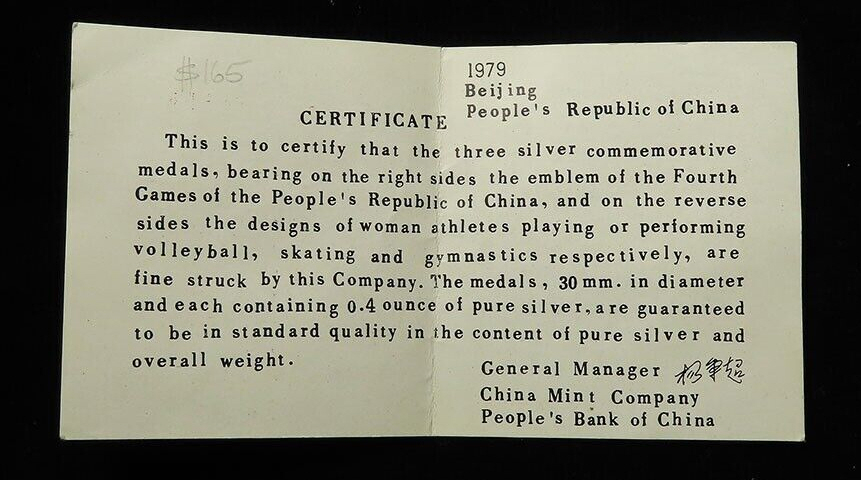 $165
1979
Beijing
People's Republic of China
CERTIFICATE
This is to certify that the three silver commemorative
medals, bearing on the right sides the emblem of the Fourth
Games of the People's Republic of China, and on the reverse
sides the designs of woman athletes playing or performing
volleyball, skating and gymnastics respectively, are
fine struck by this Company. The medals, 30 mm. in diameter
and each containing 0.4 ounce of pure silver, are guaranteed
to be in standard quality in the content of pure silver and
overall weight.
General Manager
China Mint Company
People's Bank of China